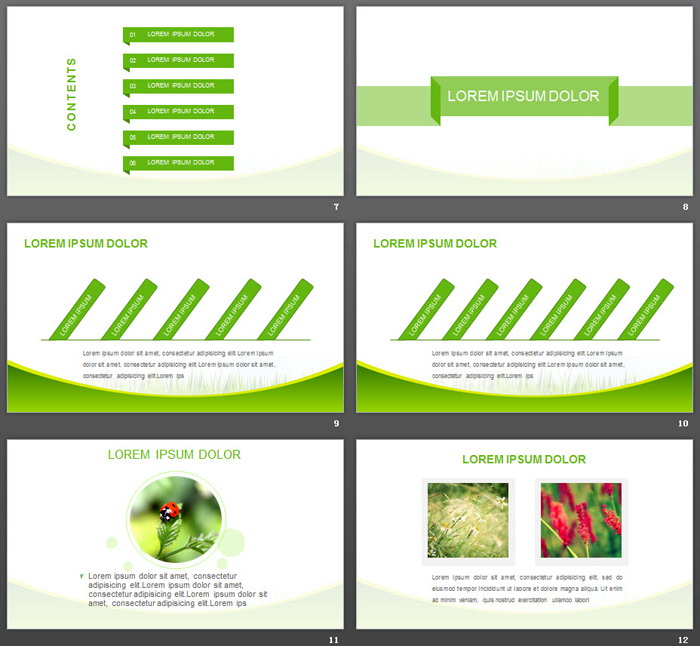 CONTENTS
01 LOREM IPSUM DOLOR
02 LOREM IPSUM DOLOR
03 LOREM IPSUM DOLOR
04 LOREM IPSUM DOLOR
05 LOREM IPSUM DOLOR
06 LOREM IPSUM DOLOR
7
LOREM IPSUM DOLOR
8
LOREM IPSUM DOLOR
LOREM IPSUM
LOREM IPSUM
LOREM IPSUM
LOREM IPSUM
LOREM IPSUM
Lorem ipsum dolor sit amet, consectetur adipisicing elit.Lorem ipsum
dolor sit amet, consectetur adipisicing elit.Lorem ipsum dolor sit amet,
consectetur adipisicing elit.Lorem ips
9
LOREM IPSUM DOLOR
LOREM IPSUM
LOREM IPSUM
LOREM IPSUM
LOREM IPSUM
LOREM IPSUM
LOREM IPSUM
Lorem ipsum dolor sit amet, consectetur adipisicing elit.Lorem ipsum
dolor sit amet, consectetur adipisicing elit.Lorem ipsum dolor sit amet,
consectetur adipisicing elit.Lorem ips
10
LOREM IPSUM DOLOR
Lorem ipsum dolor sit amet, consectetur
adipisicing elit.Lorem ipsum dolor sit amet,
consectetur adipisicing elit.Lorem ipsum dolor sit
amet, consectetur adipisicing elit.Lorem ips
11
LOREM IPSUM DOLOR
Lorem ipsum dolor sit amet, consectetur adipisicing elit, sed do
eiusmod tempor incididunt ut labore et dolore magna aliqua. Ut enim
ad minim veniam, quis nostrud exercitation ullamco labori
12